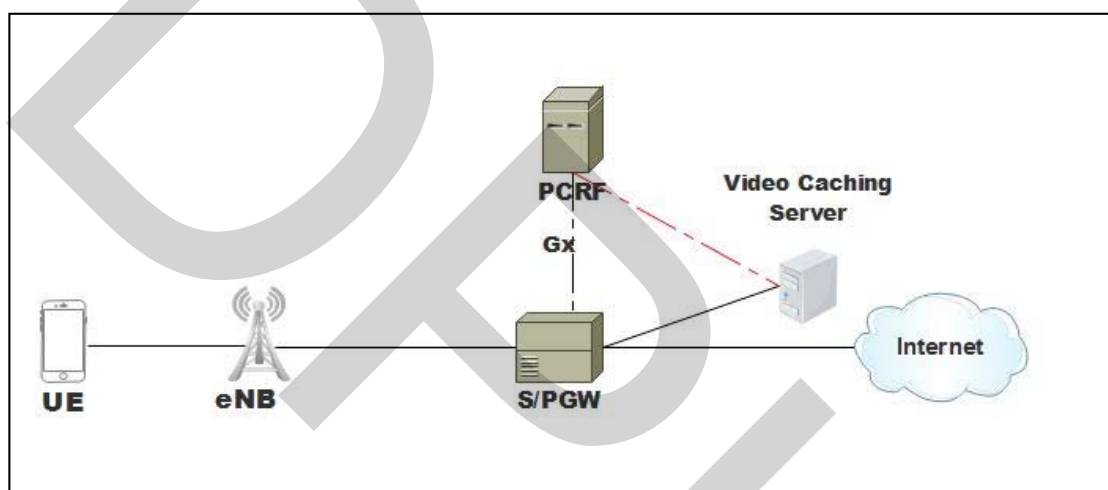 PCRF
Video Caching
Server
Gx
Internet
UE
eNB
S/PGW